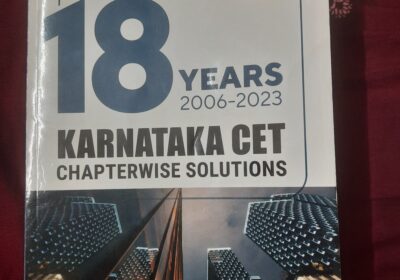 18 YEARS
2006-2023
KARNATAKA CET
CHAPTERWISE SOLUTIONS